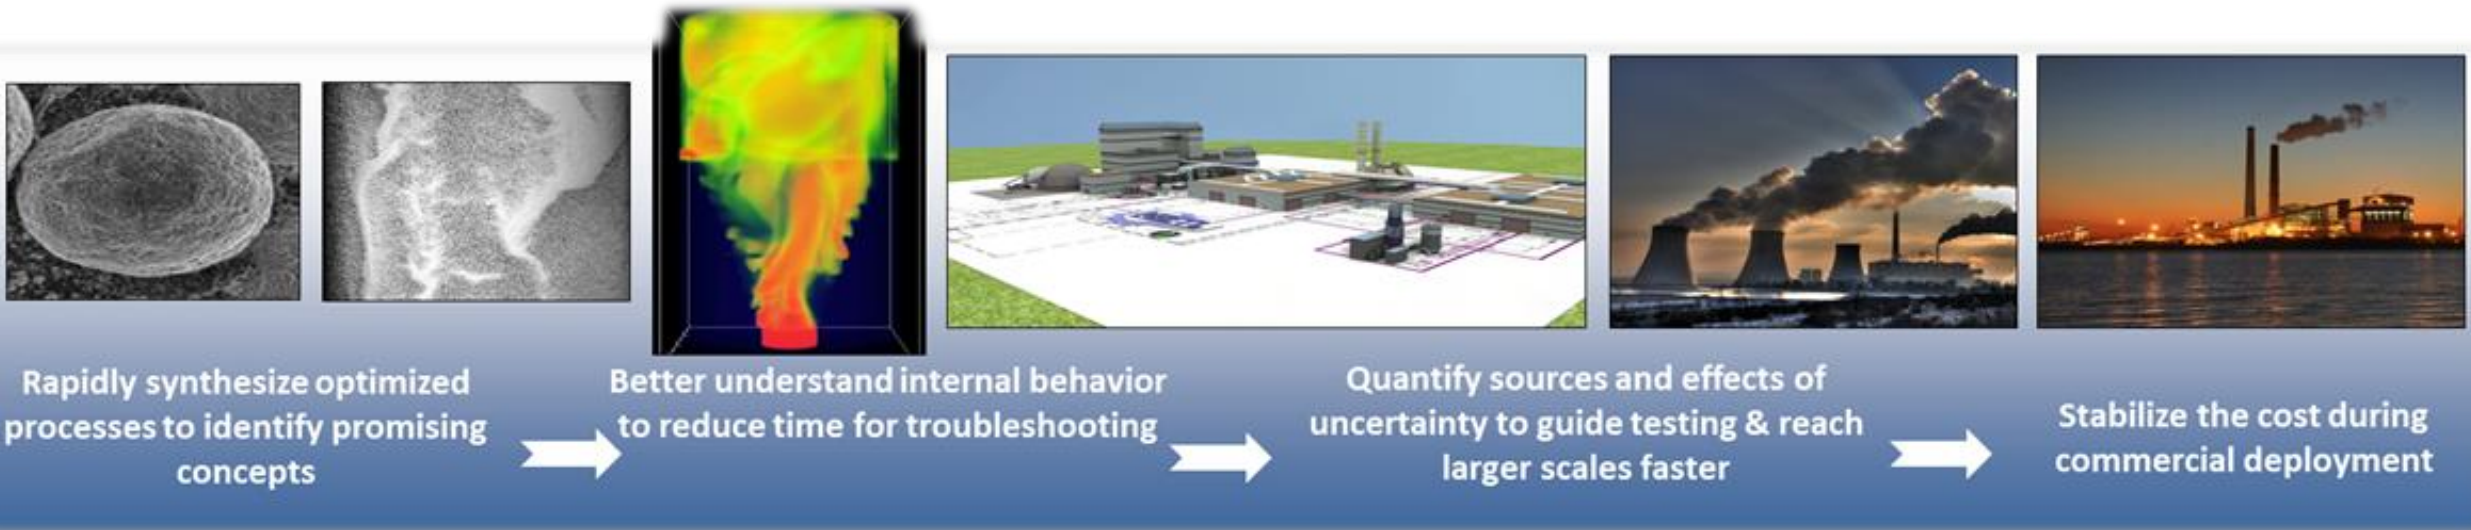 Rapidly synthesize optimized
processes to identify promising
concepts
Better understand internal behavior
to reduce time for troubleshooting
Quantify sources and effects of
uncertainty to guide testing & reach
larger scales faster
Stabilize the cost during
commercial deployment